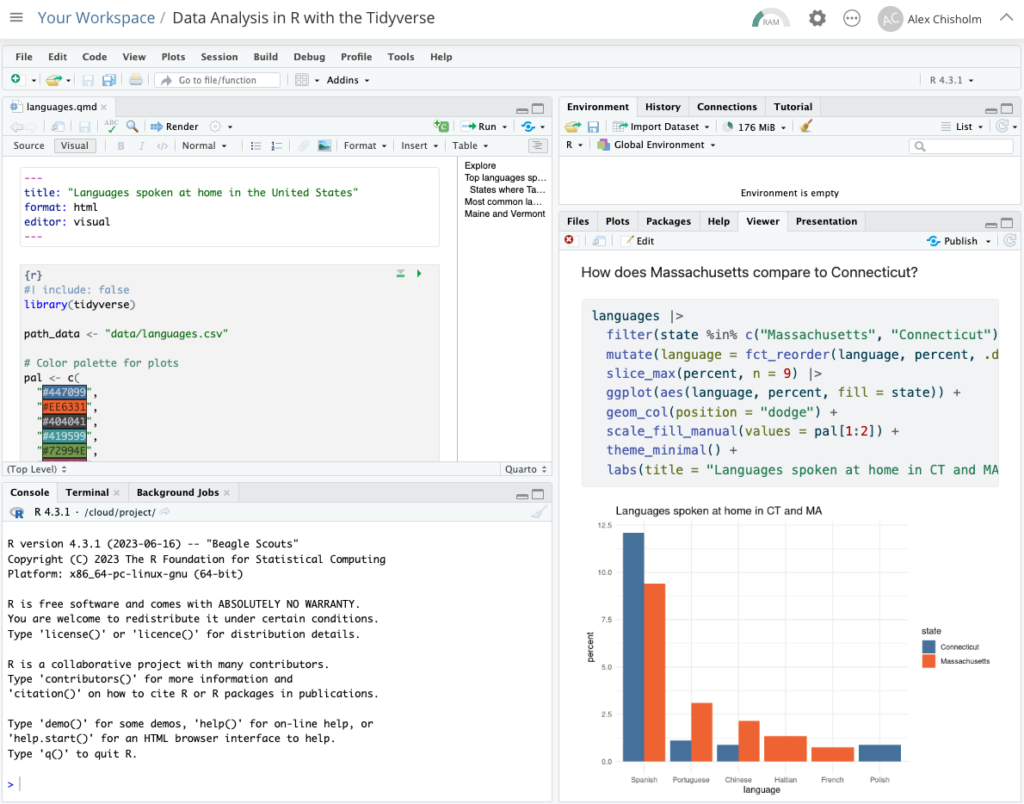 Your Workspace / Data Analysis in R with the Tidyverse
RAM
AC Alex Chisholm
File Edit Code View Plots Session Build Debug Profile Tools Help
Go to file/function
Addins
R 4.3.1
languages.qmd
ABC
Render
Run
Source Visual
B I </> Normal
Format Insert Table
---
title: "Languages spoken at home in the United States"
format: html
editor: visual
---
{r}
#| include: false
library(tidyverse)
path_data <- "data/languages.csv"
# Color palette for plots
pal <- c(
"#447099",
"#EE6331",
"#404041",
"#419599",
"#72994E",
Explore
Top languages sp...
States where Ta...
Most common la...
Maine and Vermont
(Top Level)
Quarto
Console Terminal Background Jobs
R 4.3.1 · /cloud/project/
R version 4.3.1 (2023-06-16) -- "Beagle Scouts"
Copyright (C) 2023 The R Foundation for Statistical Computing
Platform: x86_64-pc-linux-gnu (64-bit)
R is free software and comes with ABSOLUTELY NO WARRANTY.
You are welcome to redistribute it under certain conditions.
Type 'license()' or 'licence()' for distribution details.
R is a collaborative project with many contributors.
Type 'contributors()' for more information and
'citation()' on how to cite R or R packages in publications.
Type 'demo()' for some demos, 'help()' for on-line help, or
'help.start()' for an HTML browser interface to help.
Type 'q()' to quit R.
>
Environment History Connections Tutorial
Import Dataset 176 MiB
List
R Global Environment
Environment is empty
Files Plots Packages Help Viewer Presentation
Edit
Publish
How does Massachusetts compare to Connecticut?
languages |>
filter(state %in% c("Massachusetts", "Connecticut")
mutate(language = fct_reorder(language, percent, .d
slice_max(percent, n = 9) |>
ggplot(aes(language, percent, fill = state)) +
geom_col(position = "dodge") +
scale_fill_manual(values = pal[1:2]) +
theme_minimal() +
labs(title = "Languages spoken at home in CT and MA
Languages spoken at home in CT and MA
12.5
10.0
7.5
5.0
2.5
0.0
percent
Spanish Portuguese Chinese Haitian French Polish
language
state
Connecticut
Massachusetts